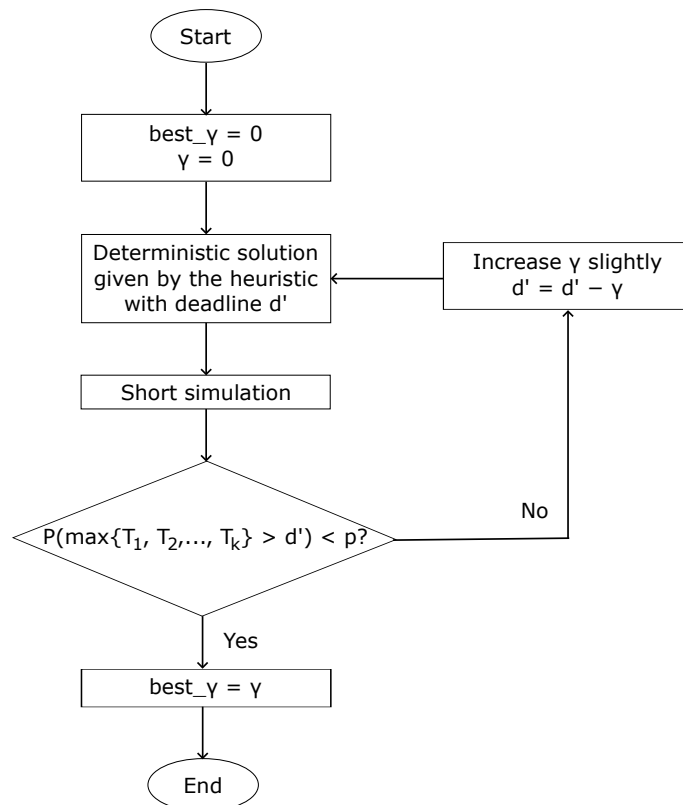 Start
best_γ = 0
γ = 0
Deterministic solution
given by the heuristic
with deadline d'
Increase γ slightly
d' = d' − γ
Short simulation
P(max{T₁, T₂,..., Tₖ} > d') < p?
No
Yes
best_γ = γ
End